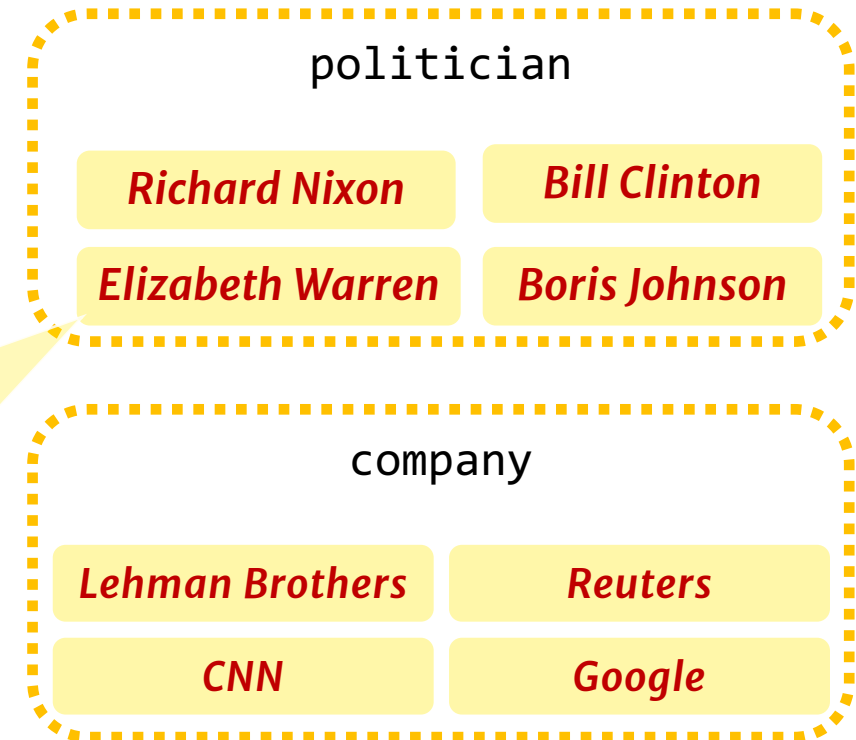 politician
Richard Nixon
Bill Clinton
Elizabeth Warren
Boris Johnson
company
Lehman Brothers
Reuters
CNN
Google